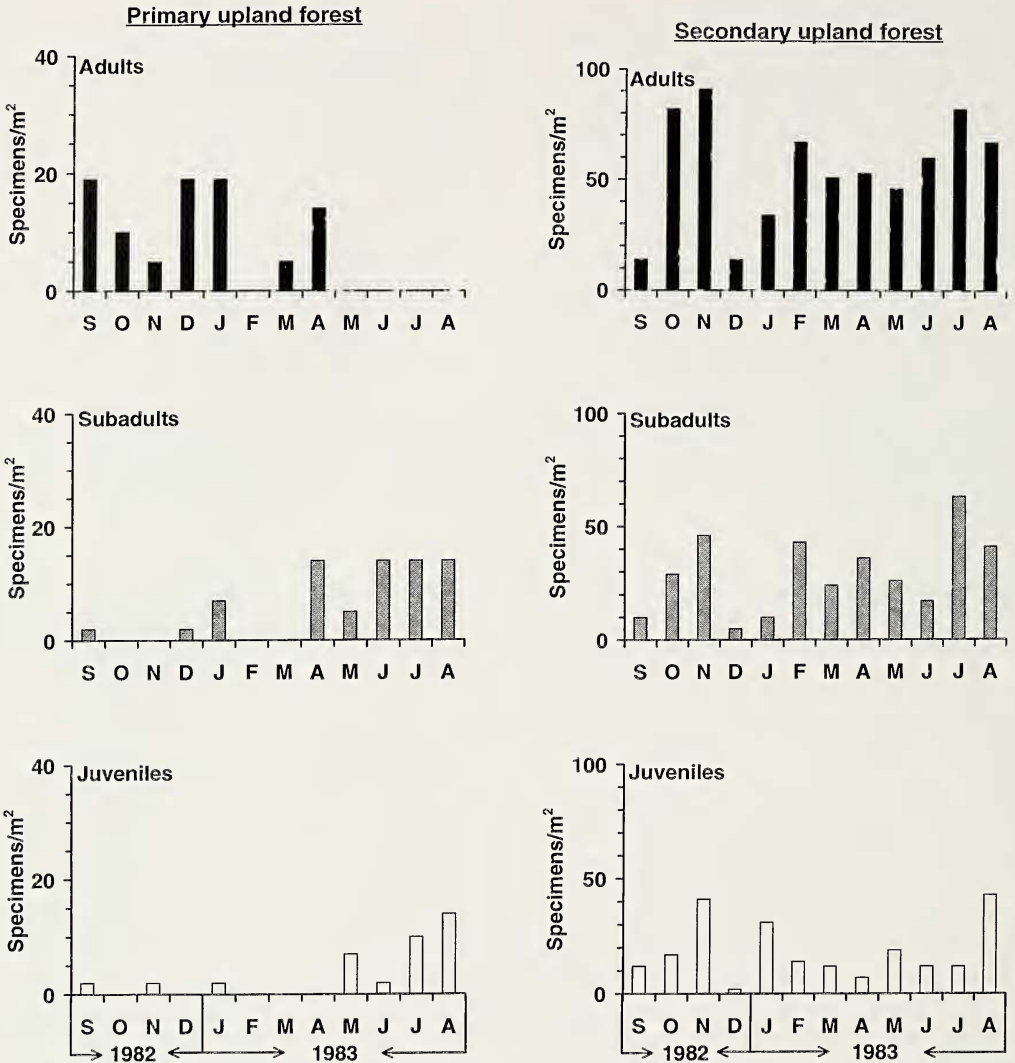 Primary upland forest
Adults
Specimens/m²
40
20
0
S O N D J F M A M J J A
Subadults
Specimens/m²
40
20
0
S O N D J F M A M J J A
Juveniles
Specimens/m²
40
20
0
S O N D J F M A M J J A
1982 1983
Secondary upland forest
Adults
Specimens/m²
100
50
0
S O N D J F M A M J J A
Subadults
Specimens/m²
100
50
0
S O N D J F M A M J J A
Juveniles
Specimens/m²
100
50
0
S O N D J F M A M J J A
1982 1983